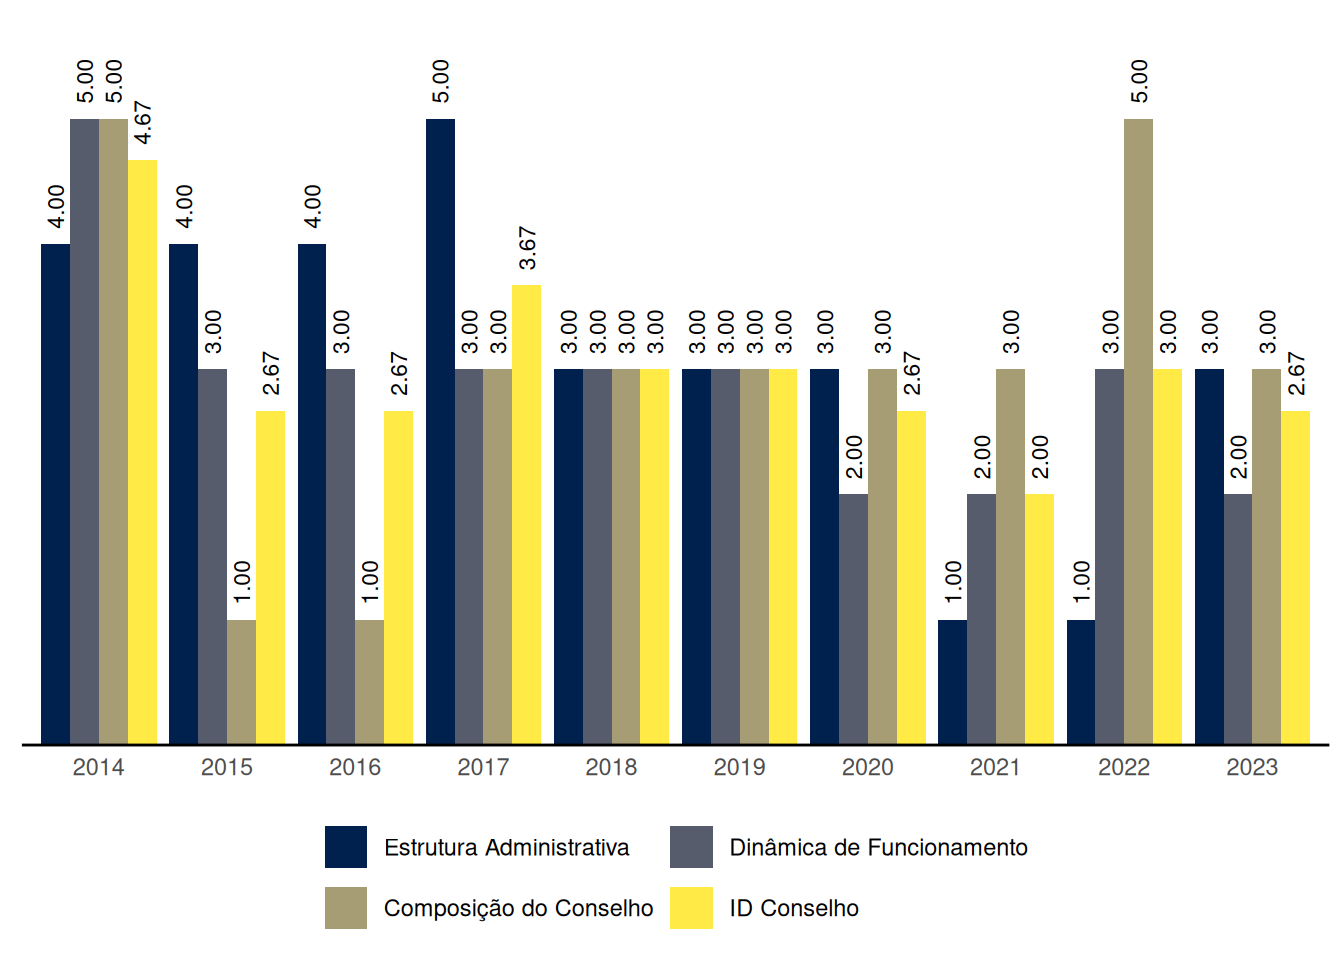 4.00 5.00 5.00 4.67 4.00 3.00 1.00 2.67 4.00 3.00 1.00 2.67 5.00 3.00 3.00 3.67 3.00 3.00 3.00 3.00 3.00 3.00 3.00 3.00 3.00 2.00 3.00 2.67 1.00 2.00 3.00 2.00 1.00 3.00 5.00 3.00 3.00 2.00 3.00 2.67
2014 2015 2016 2017 2018 2019 2020 2021 2022 2023
Estrutura Administrativa Dinâmica de Funcionamento
Composição do Conselho ID Conselho